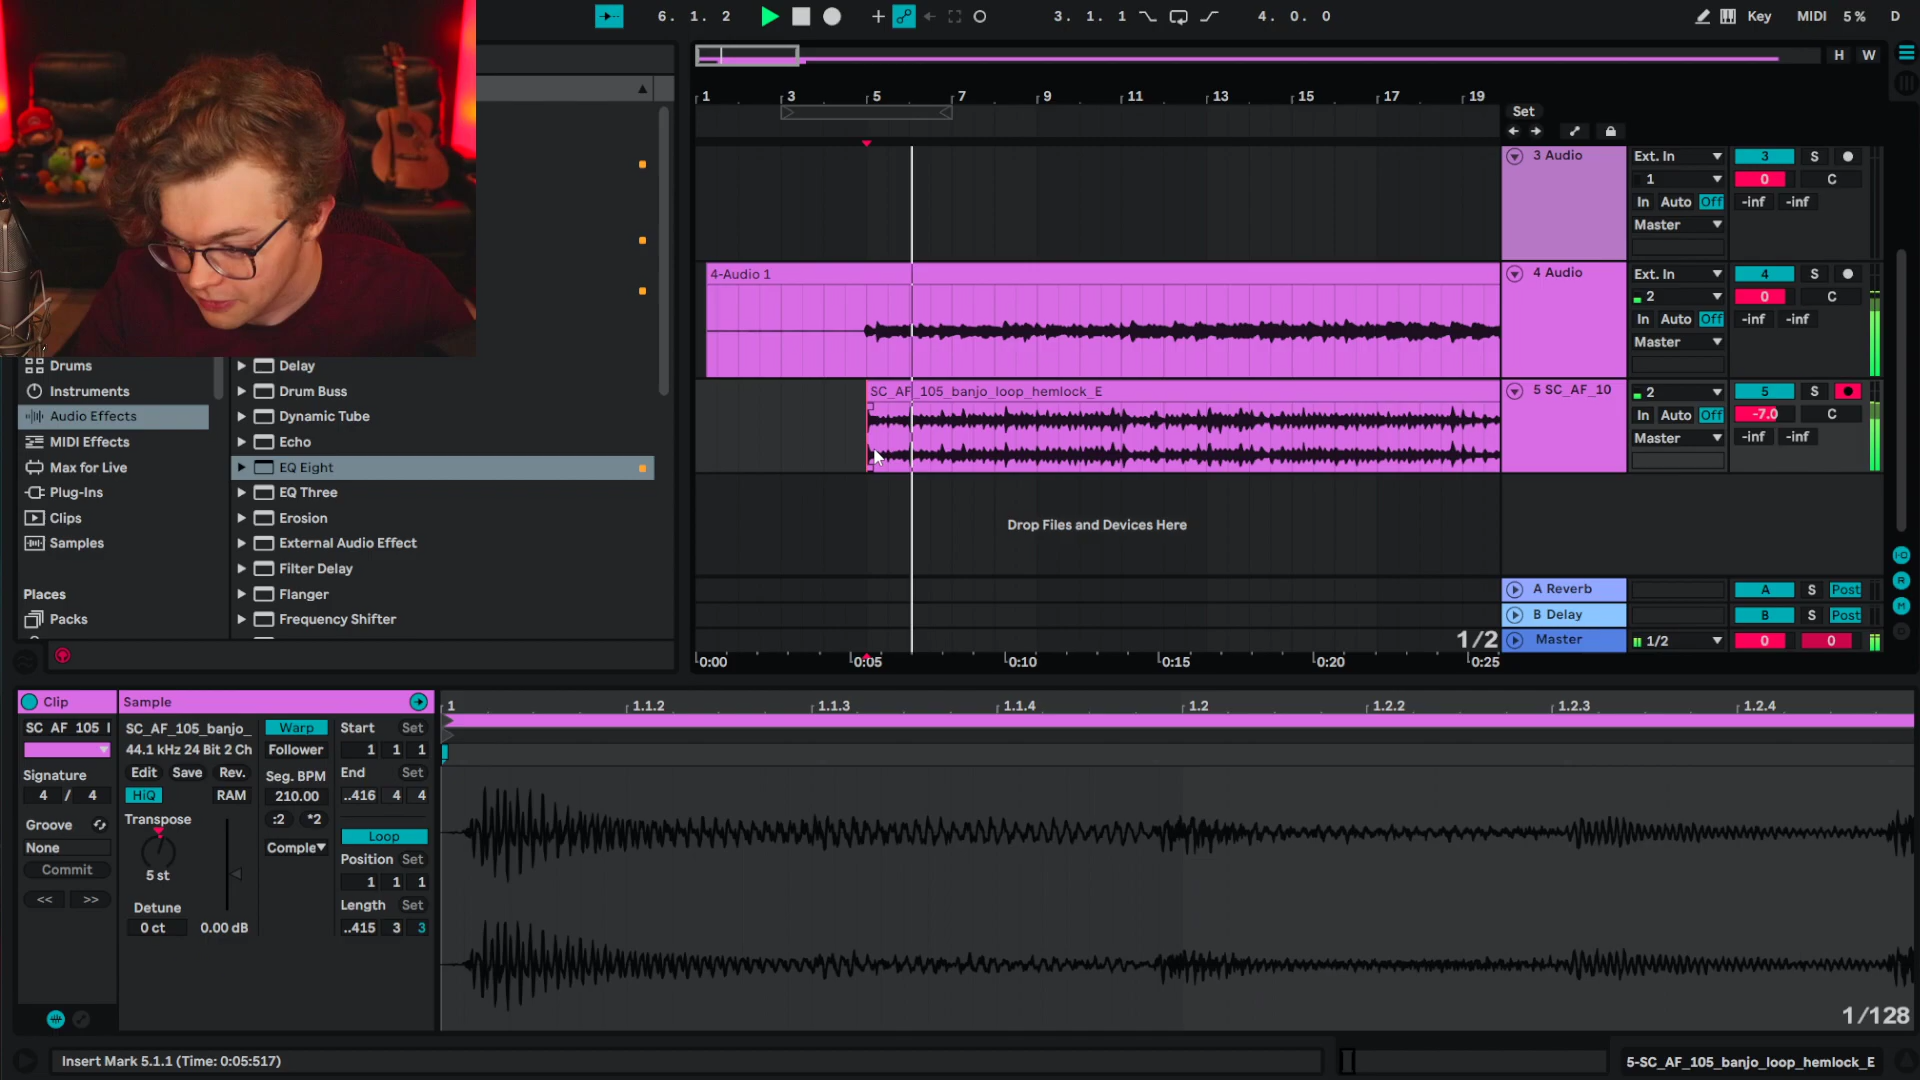 6. 1. 2
3. 1. 1
4. 0. 0
Key
MIDI
5 %
D
H
W
1
3
5
7
9
11
13
15
17
19
Set
3 Audio
Ext. In
3
S
1
0
C
In Auto Off
-inf -inf
Master
4-Audio 1
4 Audio
Ext. In
4
S
2
0
C
In Auto Off
-inf -inf
Master
SC_AF_105_banjo_loop_hemlock_E
5 SC_AF_10
2
5
S
In Auto Off
-7.0
C
Master
-inf -inf
Drop Files and Devices Here
A Reverb
A
S
Post
B Delay
B
S
Post
1/2
Master
1/2
0
0
0:00
0:05
0:10
0:15
0:20
0:25
Drums
Instruments
Audio Effects
MIDI Effects
Max for Live
Plug-Ins
Clips
Samples
Places
Packs
Delay
Drum Buss
Dynamic Tube
Echo
EQ Eight
EQ Three
Erosion
External Audio Effect
Filter Delay
Flanger
Frequency Shifter
Clip
SC AF 105
Signature
4 / 4
Groove
None
Commit
<< >>
Sample
SC_AF_105_banjo_
44.1 kHz 24 Bit 2 Ch
Edit Save Rev.
HiQ RAM
Transpose
5 st
Detune
0 ct 0.00 dB
Warp
Follower
Seg. BPM
210.00
:2 *2
Comple
Start Set
1 1 1
End Set
..416 4 4
Loop
Position Set
1 1 1
Length Set
..415 3 3
1
1.1.2
1.1.3
1.1.4
1.2
1.2.2
1.2.3
1.2.4
1/128
Insert Mark 5.1.1 (Time: 0:05:517)
5-SC_AF_105_banjo_loop_hemlock_E